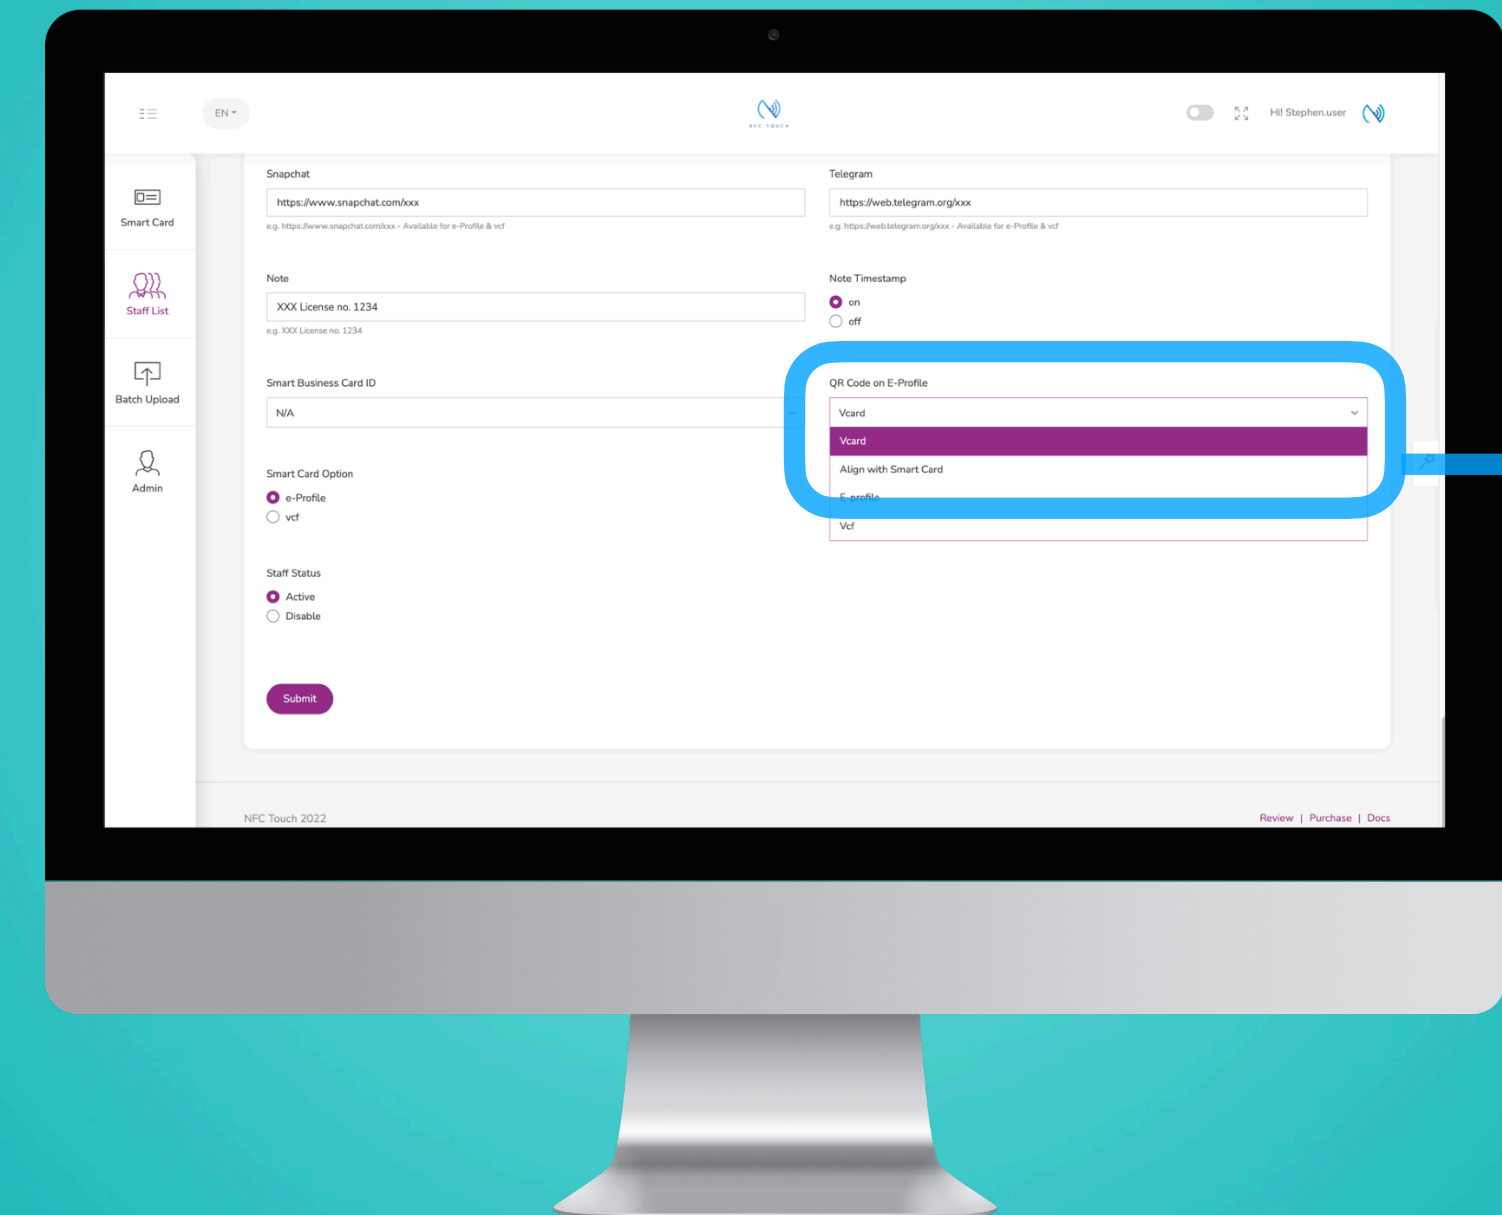 EN
NFC TOUCH
Hi! Stephen.user
Smart Card
Staff List
Batch Upload
Admin
Snapchat
https://www.snapchat.com/xxx
e.g. https://www.snapchat.com/xxx - Available for e-Profile & vcf
Telegram
https://web.telegram.org/xxx
e.g. https://web.telegram.org/xxx - Available for e-Profile & vcf
Note
XXX License no. 1234
e.g. XXX License no. 1234
Note Timestamp
on
off
Smart Business Card ID
N/A
QR Code on E-Profile
Vcard
Vcard
Align with Smart Card
E-profile
Vcf
Smart Card Option
e-Profile
vcf
Staff Status
Active
Disable
Submit
NFC Touch 2022
Review | Purchase | Docs